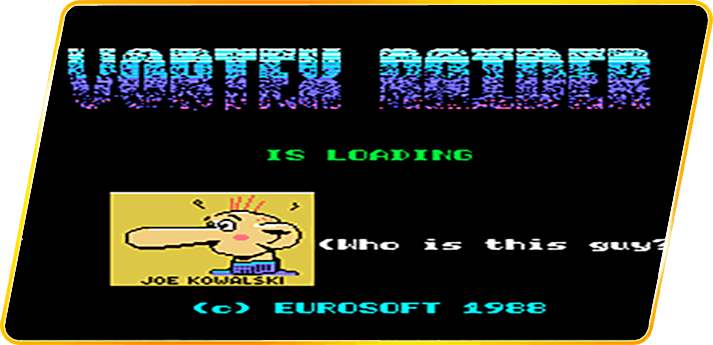 VORTEX RAIDER
IS LOADING
(Who is this guy?
JOE KOWALSKI
(c) EUROSOFT 1988